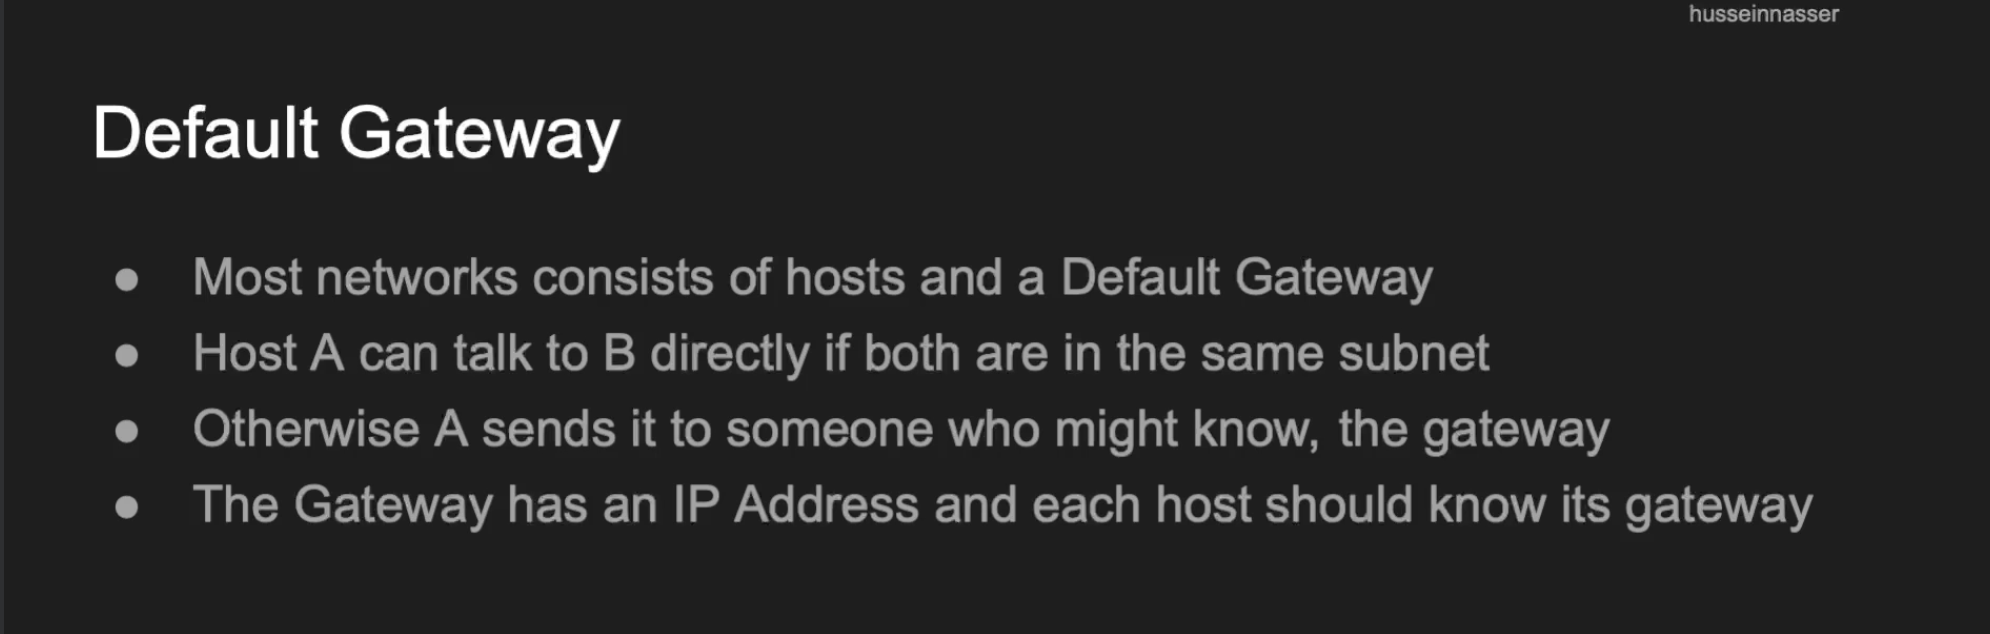 husseinnasser
Default Gateway
● Most networks consists of hosts and a Default Gateway
● Host A can talk to B directly if both are in the same subnet
● Otherwise A sends it to someone who might know, the gateway
● The Gateway has an IP Address and each host should know its gateway